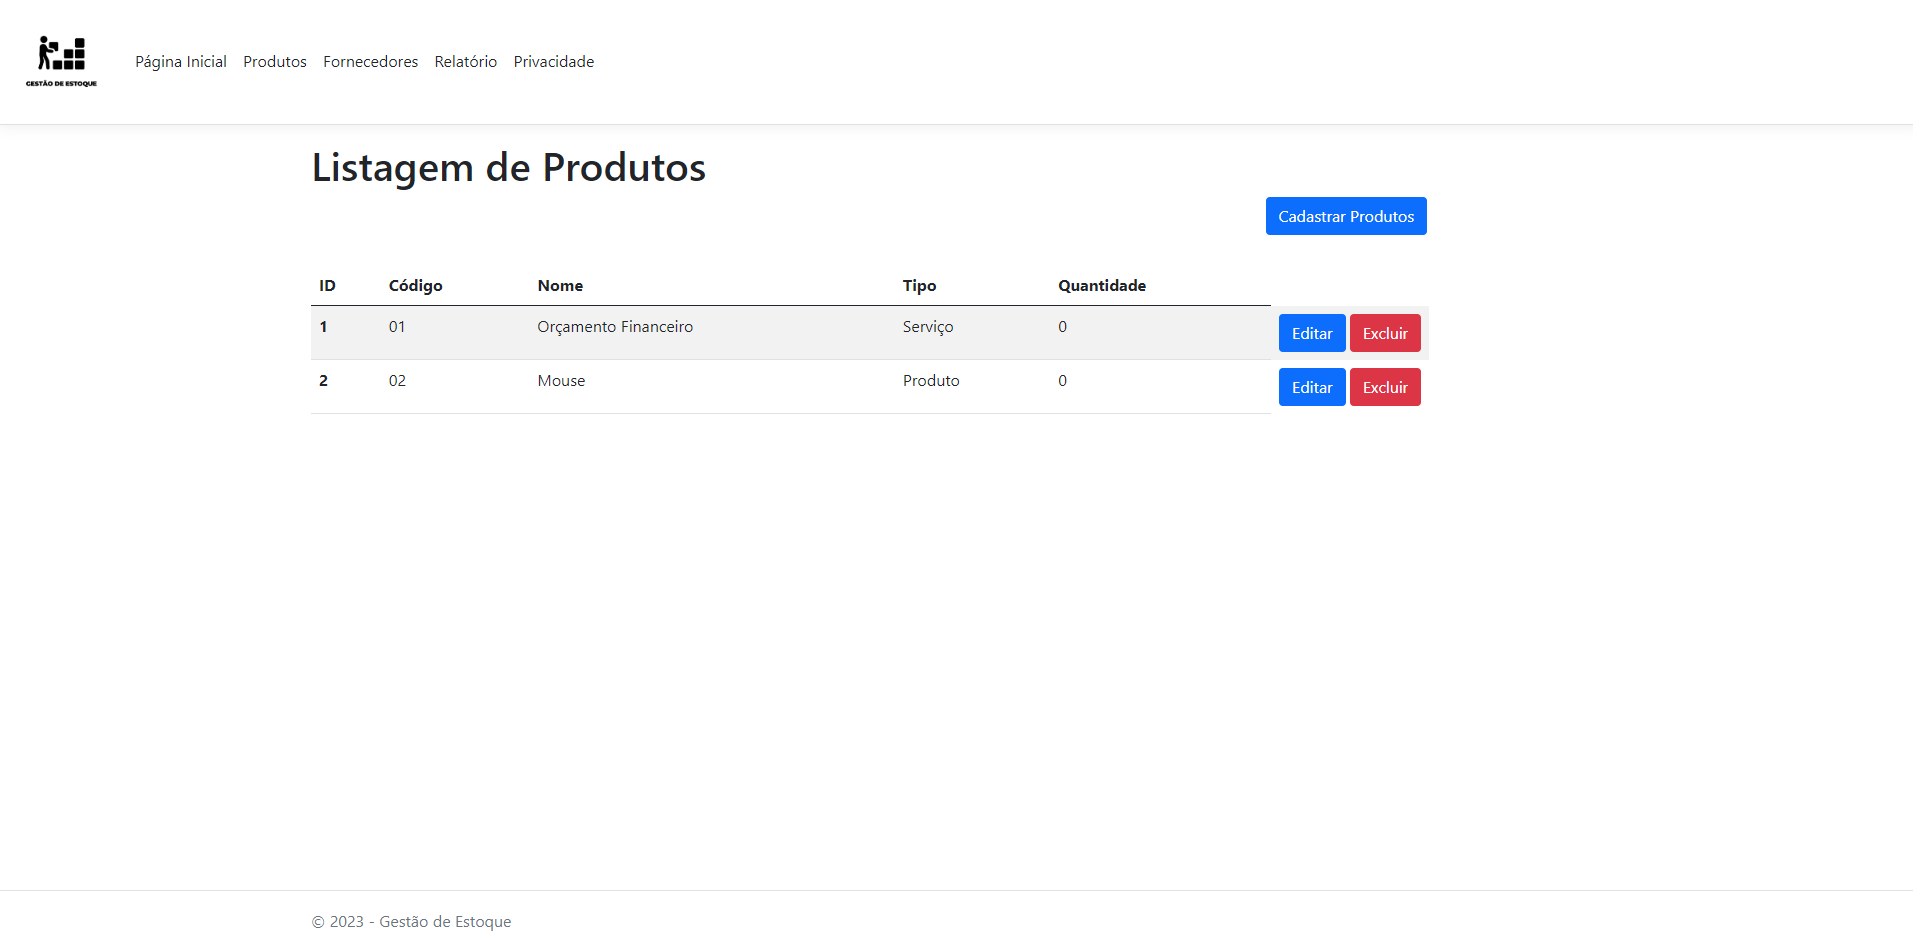 GESTÃO DE ESTOQUE
Página Inicial Produtos Fornecedores Relatório Privacidade
Listagem de Produtos
Cadastrar Produtos
ID Código Nome Tipo Quantidade
1 01 Orçamento Financeiro Serviço 0 Editar Excluir
2 02 Mouse Produto 0 Editar Excluir
© 2023 - Gestão de Estoque